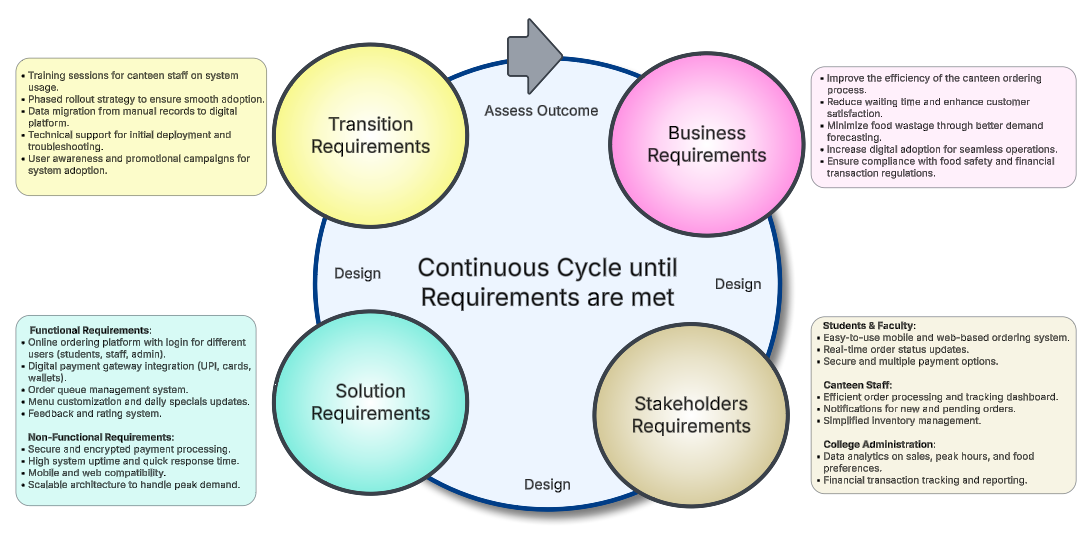 Assess Outcome
Transition
Requirements
• Training sessions for canteen staff on system
usage.
• Phased rollout strategy to ensure smooth adoption.
• Data migration from manual records to digital
platform.
• Technical support for initial deployment and
troubleshooting.
• User awareness and promotional campaigns for
system adoption.
Business
Requirements
• Improve the efficiency of the canteen ordering
process.
• Reduce waiting time and enhance customer
satisfaction.
• Minimize food wastage through better demand
forecasting.
• Increase digital adoption for seamless operations.
• Ensure compliance with food safety and financial
transaction regulations.
Design
Continuous Cycle until
Requirements are met
Design
Solution
Requirements
Functional Requirements:
• Online ordering platform with login for different
users (students, staff, admin).
• Digital payment gateway integration (UPI, cards,
wallets).
• Order queue management system.
• Menu customization and daily specials updates.
• Feedback and rating system.
Non-Functional Requirements:
• Secure and encrypted payment processing.
• High system uptime and quick response time.
• Mobile and web compatibility.
• Scalable architecture to handle peak demand.
Stakeholders
Requirements
Students & Faculty:
• Easy-to-use mobile and web-based ordering system.
• Real-time order status updates.
• Secure and multiple payment options.
Canteen Staff:
• Efficient order processing and tracking dashboard.
• Notifications for new and pending orders.
• Simplified inventory management.
College Administration:
• Data analytics on sales, peak hours, and food
preferences.
• Financial transaction tracking and reporting.
Design